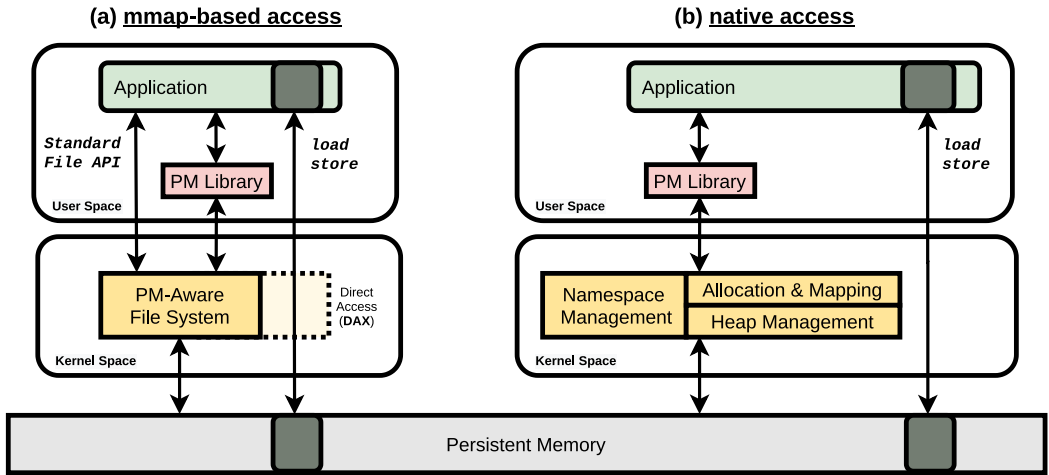 (a) mmap-based access
Application
Standard
File API
load
store
PM Library
User Space
PM-Aware
File System
Direct
Access
(DAX)
Kernel Space
(b) native access
Application
load
store
PM Library
User Space
Namespace
Management
Allocation & Mapping
Heap Management
Kernel Space
Persistent Memory